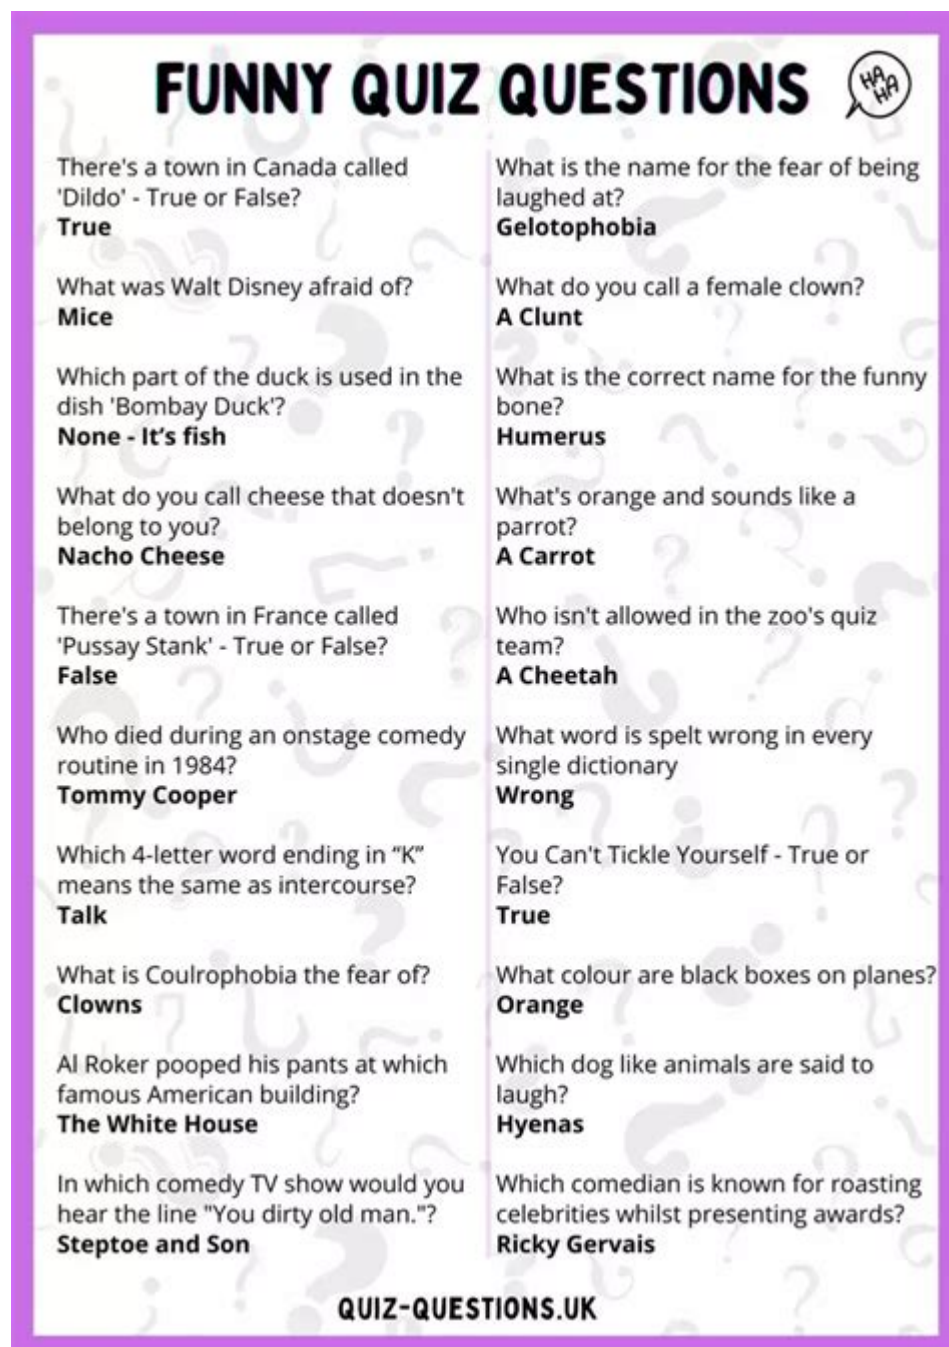 FUNNY QUIZ QUESTIONS
HA
HA
There's a town in Canada called
'Dildo' - True or False?
True
What was Walt Disney afraid of?
Mice
Which part of the duck is used in the
dish 'Bombay Duck'?
None - It’s fish
What do you call cheese that doesn't
belong to you?
Nacho Cheese
There's a town in France called
'Pussay Stank' - True or False?
False
Who died during an onstage comedy
routine in 1984?
Tommy Cooper
Which 4-letter word ending in “K”
means the same as intercourse?
Talk
What is Coulrophobia the fear of?
Clowns
Al Roker pooped his pants at which
famous American building?
The White House
In which comedy TV show would you
hear the line "You dirty old man."?
Steptoe and Son
What is the name for the fear of being
laughed at?
Gelotophobia
What do you call a female clown?
A Clunt
What is the correct name for the funny
bone?
Humerus
What's orange and sounds like a
parrot?
A Carrot
Who isn't allowed in the zoo's quiz
team?
A Cheetah
What word is spelt wrong in every
single dictionary
Wrong
You Can't Tickle Yourself - True or
False?
True
What colour are black boxes on planes?
Orange
Which dog like animals are said to
laugh?
Hyenas
Which comedian is known for roasting
celebrities whilst presenting awards?
Ricky Gervais
QUIZ-QUESTIONS.UK